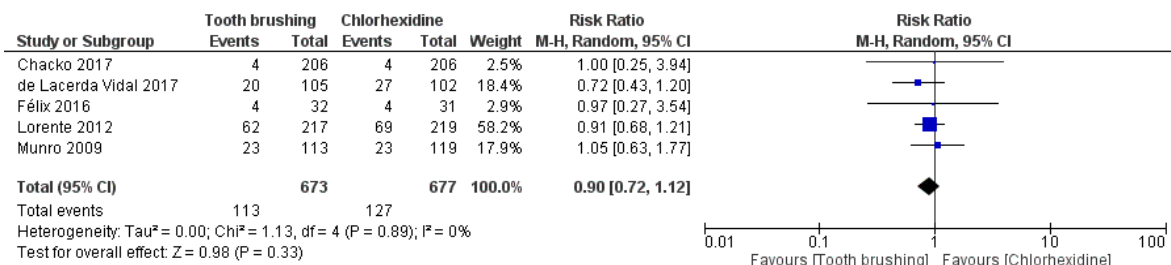 Tooth brushing Chlorhexidine Risk Ratio Risk Ratio
Study or Subgroup Events Total Events Total Weight M-H, Random, 95% CI M-H, Random, 95% CI
Chacko 2017 4 206 4 206 2.5% 1.00 [0.25, 3.94]
de Lacerda Vidal 2017 20 105 27 102 18.4% 0.72 [0.43, 1.20]
Félix 2016 4 32 4 31 2.9% 0.97 [0.27, 3.54]
Lorente 2012 62 217 69 219 58.2% 0.91 [0.68, 1.21]
Munro 2009 23 113 23 119 17.9% 1.05 [0.63, 1.77]
Total (95% CI) 673 677 100.0% 0.90 [0.72, 1.12]
Total events 113 127
Heterogeneity: Tau² = 0.00; Chi² = 1.13, df = 4 (P = 0.89); I² = 0%
Test for overall effect: Z = 0.98 (P = 0.33)
0.01 0.1 1 10 100
Favours [Tooth brushing] Favours [Chlorhexidine]